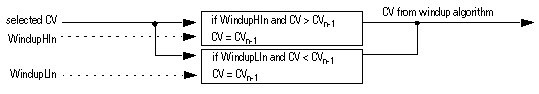 selected CV
WindupHIn
WindupLIn
if WindupHIn and CV > CVn-1
CV = CVn-1
if WindupLIn and CV < CVn-1
CV = CVn-1
CV from windup algorithm